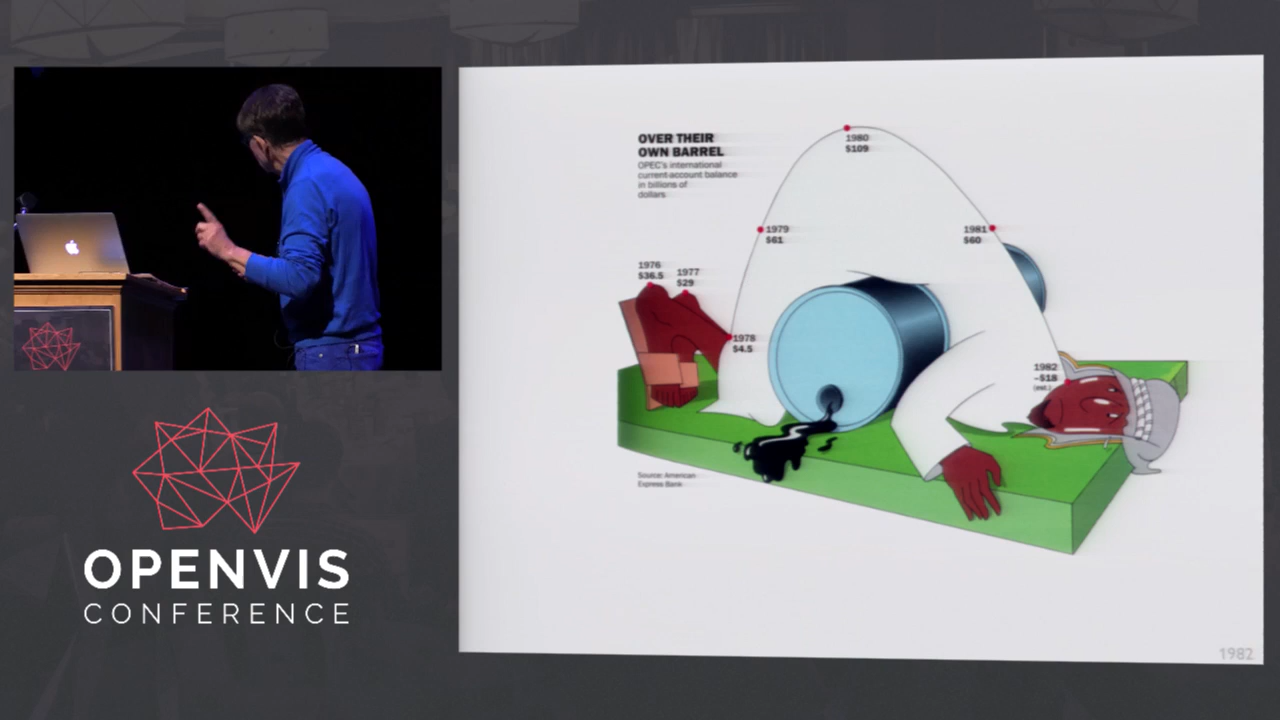 OVER THEIR
OWN BARREL
OPEC's international
current-account balance
in billions of
dollars
1980
$109
1979
$61
1981
$60
1976
$36.5
1977
$29
1978
$4.5
1982
-$18
(est.)
Source: American
Express Bank
1982
OPENVIS
CONFERENCE